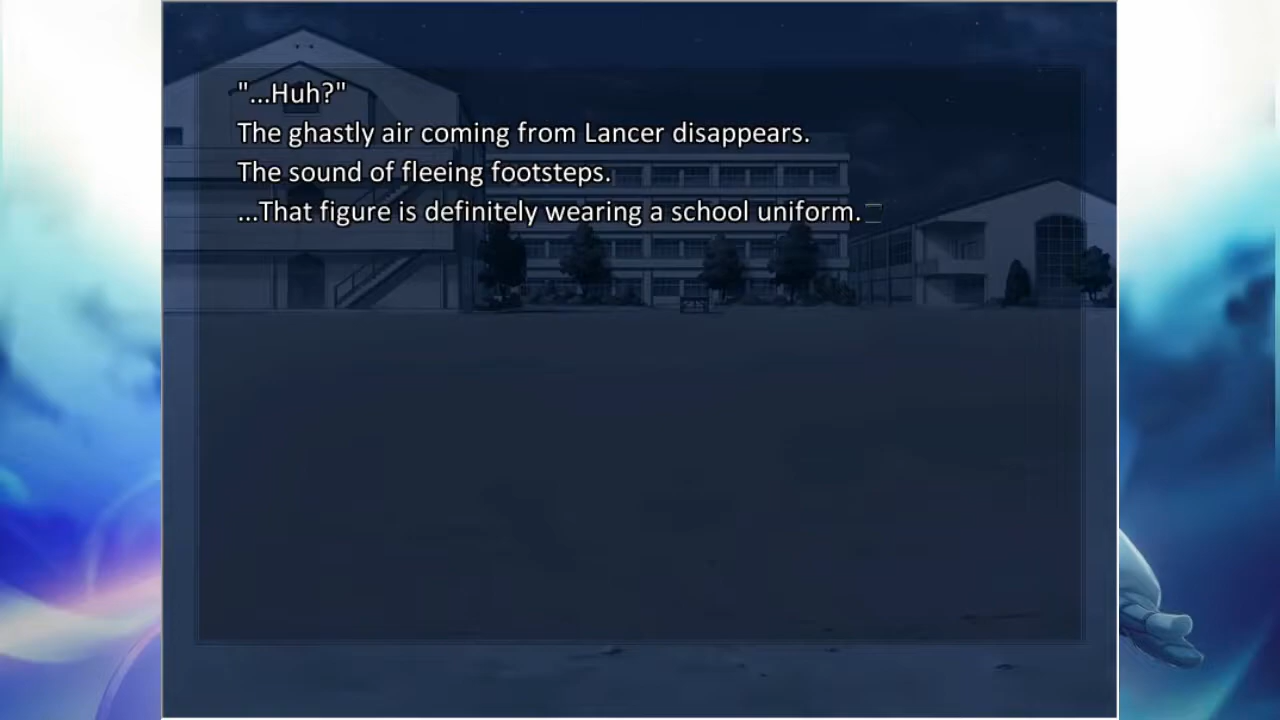 "...Huh?"
The ghastly air coming from Lancer disappears.
The sound of fleeing footsteps.
...That figure is definitely wearing a school uniform.